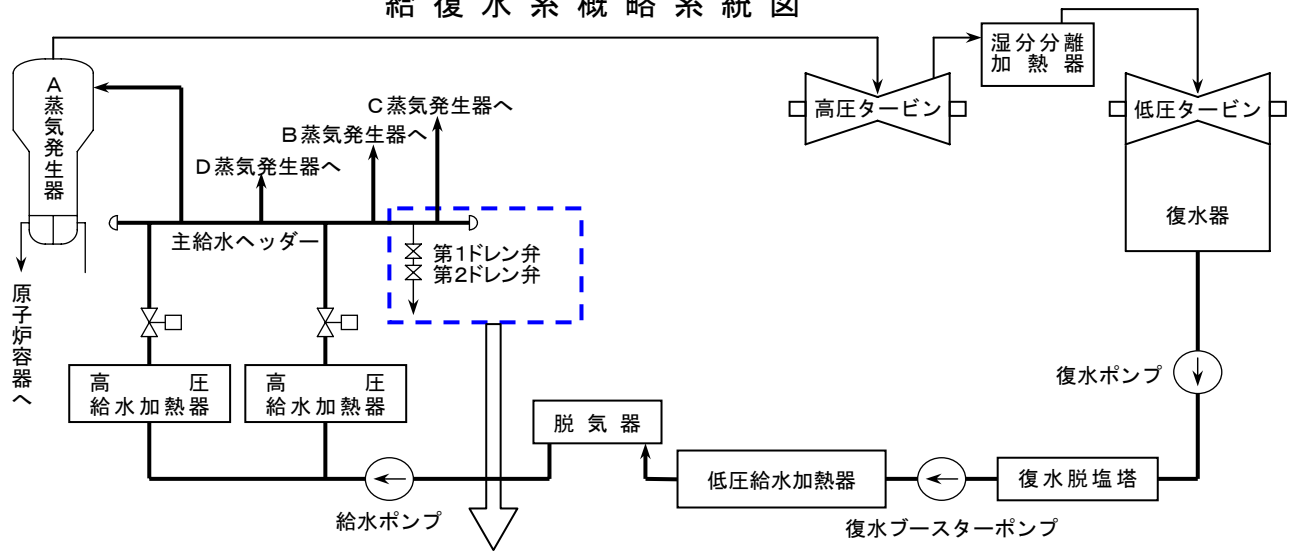 給復水系概略系統図
湿分分離
加熱器
A蒸気発生器
高圧タービン
低圧タービン
C蒸気発生器へ
B蒸気発生器へ
D蒸気発生器へ
復水器
主給水ヘッダー
第1ドレン弁
第2ドレン弁
原子炉容器へ
高圧
給水加熱器
高圧
給水加熱器
復水ポンプ
脱気器
低圧給水加熱器
復水脱塩塔
給水ポンプ
復水ブースターポンプ